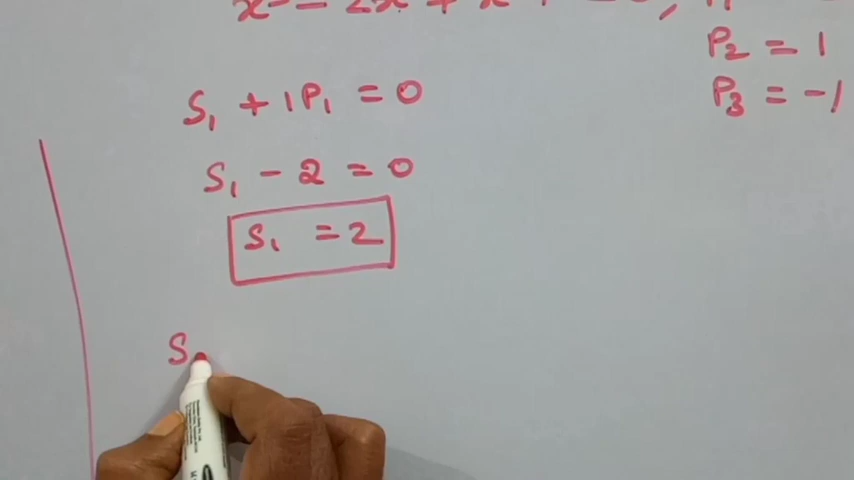 P₂ = 1
P₃ = -1
S₁ + 1P₁ = 0
S₁ - 2 = 0
S₁ = 2
S